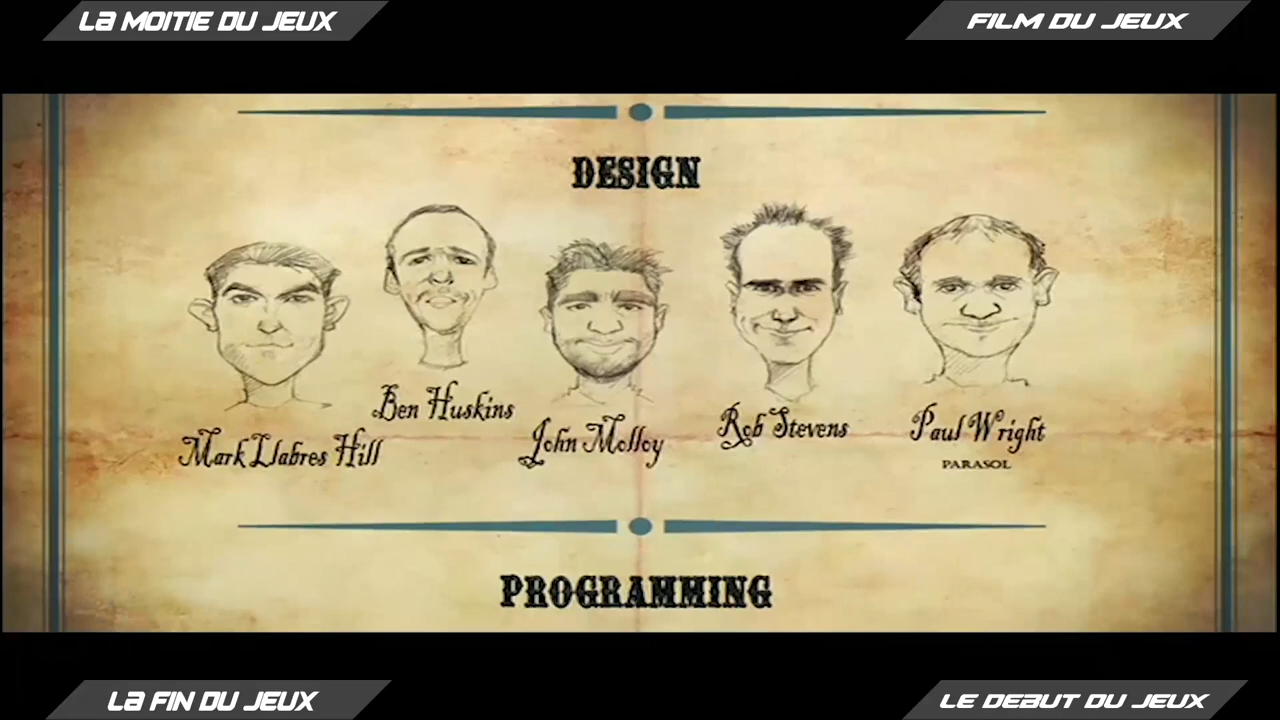 La MOITIE DU JEUX
FILM DU JEUX
DESIGN
Mark Llabres Hill
Ben Huskins
John Molloy
Rob Stevens
Paul Wright
PARASOL
PROGRAMMING
La FIN DU JEUX
LE DEBUT DU JEUX